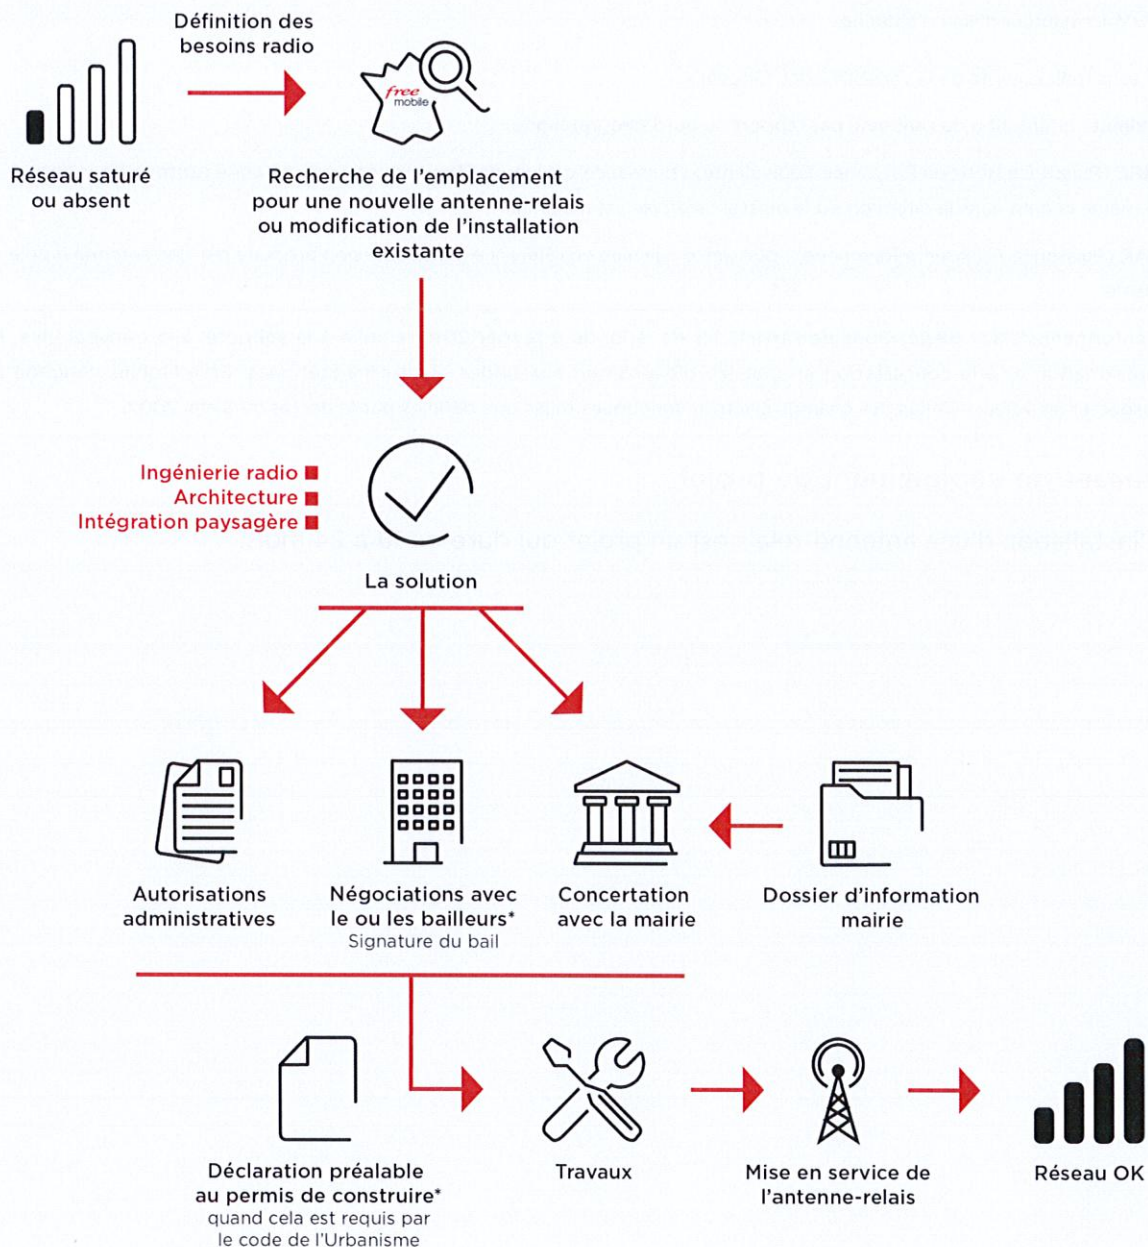 Définition des
besoins radio
free
mobile
Réseau saturé
ou absent
Recherche de l'emplacement
pour une nouvelle antenne-relais
ou modification de l'installation
existante
Ingénierie radio
Architecture
Intégration paysagère
La solution
Autorisations
administratives
Négociations avec
le ou les bailleurs*
Signature du bail
Concertation
avec la mairie
Dossier d'information
mairie
Déclaration préalable
au permis de construire*
quand cela est requis par
le code de l'Urbanisme
Travaux
Mise en service de
l'antenne-relais
Réseau OK